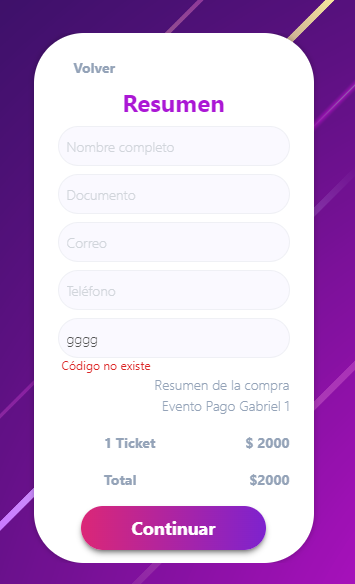 Volver
Resumen
Nombre completo
Documento
Correo
Teléfono
gggg
Código no existe
Resumen de la compra
Evento Pago Gabriel 1
1 Ticket $ 2000
Total $2000
Continuar